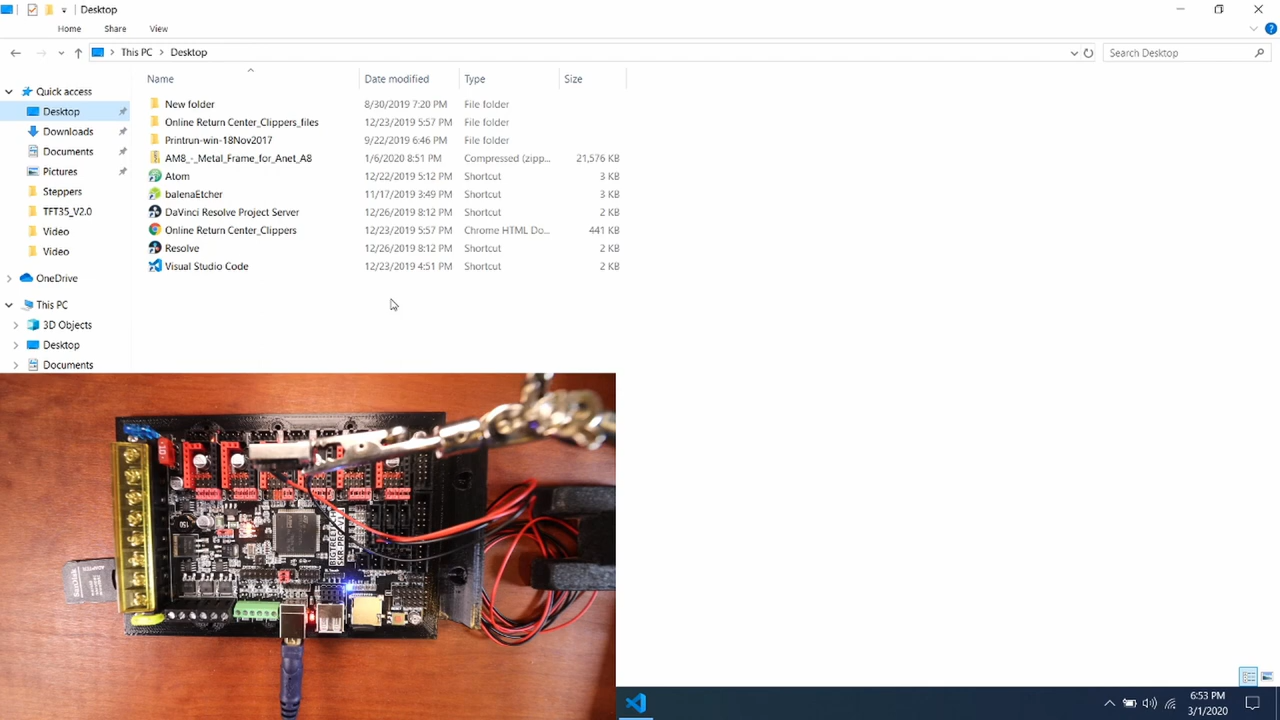 Desktop
Home Share View
This PC Desktop
Search Desktop
Name Date modified Type Size
Quick access
Desktop
Downloads
Documents
Pictures
Steppers
TFT35_V2.0
Video
Video
OneDrive
This PC
3D Objects
Desktop
Documents
New folder 8/30/2019 7:20 PM File folder
Online Return Center_Clippers_files 12/23/2019 5:57 PM File folder
Printrun-win-18Nov2017 9/22/2019 6:46 PM File folder
AM8_-_Metal_Frame_for_Anet_A8 1/6/2020 8:51 PM Compressed (zipp... 21,576 KB
Atom 12/22/2019 5:12 PM Shortcut 3 KB
balenaEtcher 11/17/2019 3:49 PM Shortcut 3 KB
DaVinci Resolve Project Server 12/26/2019 8:12 PM Shortcut 2 KB
Online Return Center_Clippers 12/23/2019 5:57 PM Chrome HTML Do... 441 KB
Resolve 12/26/2019 8:12 PM Shortcut 2 KB
Visual Studio Code 12/23/2019 4:51 PM Shortcut 2 KB
6:53 PM
3/1/2020